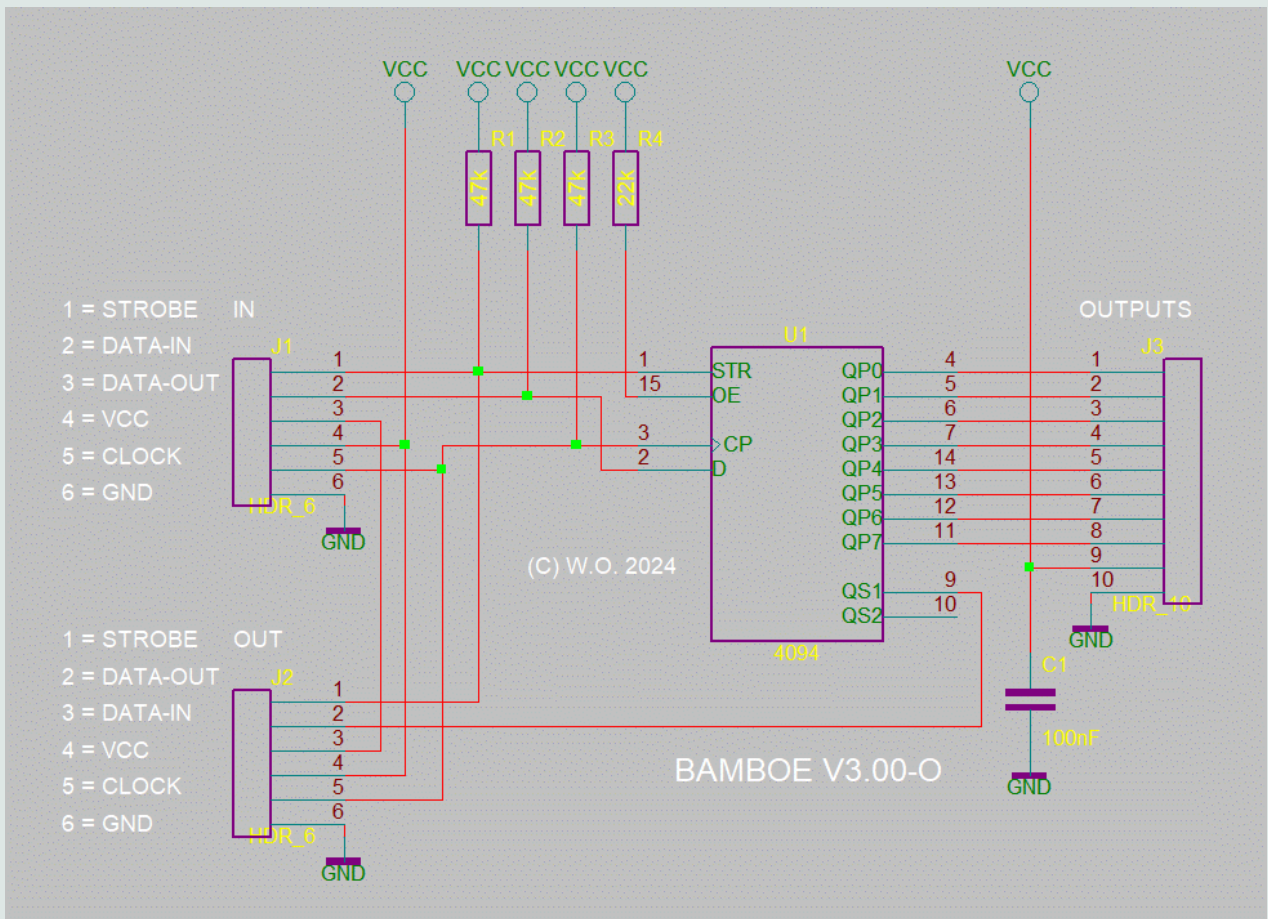 VCC VCC VCC VCC VCC VCC
R1 R2 R3 R4
47k 47k 47k 22k
1 = STROBE IN
2 = DATA-IN
3 = DATA-OUT
4 = VCC
5 = CLOCK
6 = GND
J1
1
2
3
4
5
6
HDR_6
GND
U1
1 STR
15 OE
3 CP
2 D
QP0 4
QP1 5
QP2 6
QP3 7
QP4 14
QP5 13
QP6 12
QP7 11
QS1 9
QS2 10
4094
OUTPUTS
J3
1
2
3
4
5
6
7
8
9
10
HDR_10
GND
(C) W.O. 2024
1 = STROBE OUT
2 = DATA-OUT
3 = DATA-IN
4 = VCC
5 = CLOCK
6 = GND
J2
1
2
3
4
5
6
HDR_6
GND
C1
100nF
GND
BAMBOE V3.00-O